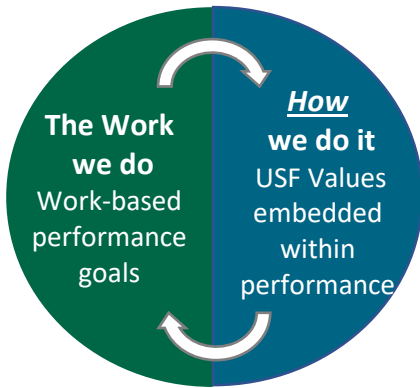 The Work
we do
Work-based
performance
goals
How
we do it
USF Values
embedded
within
performance